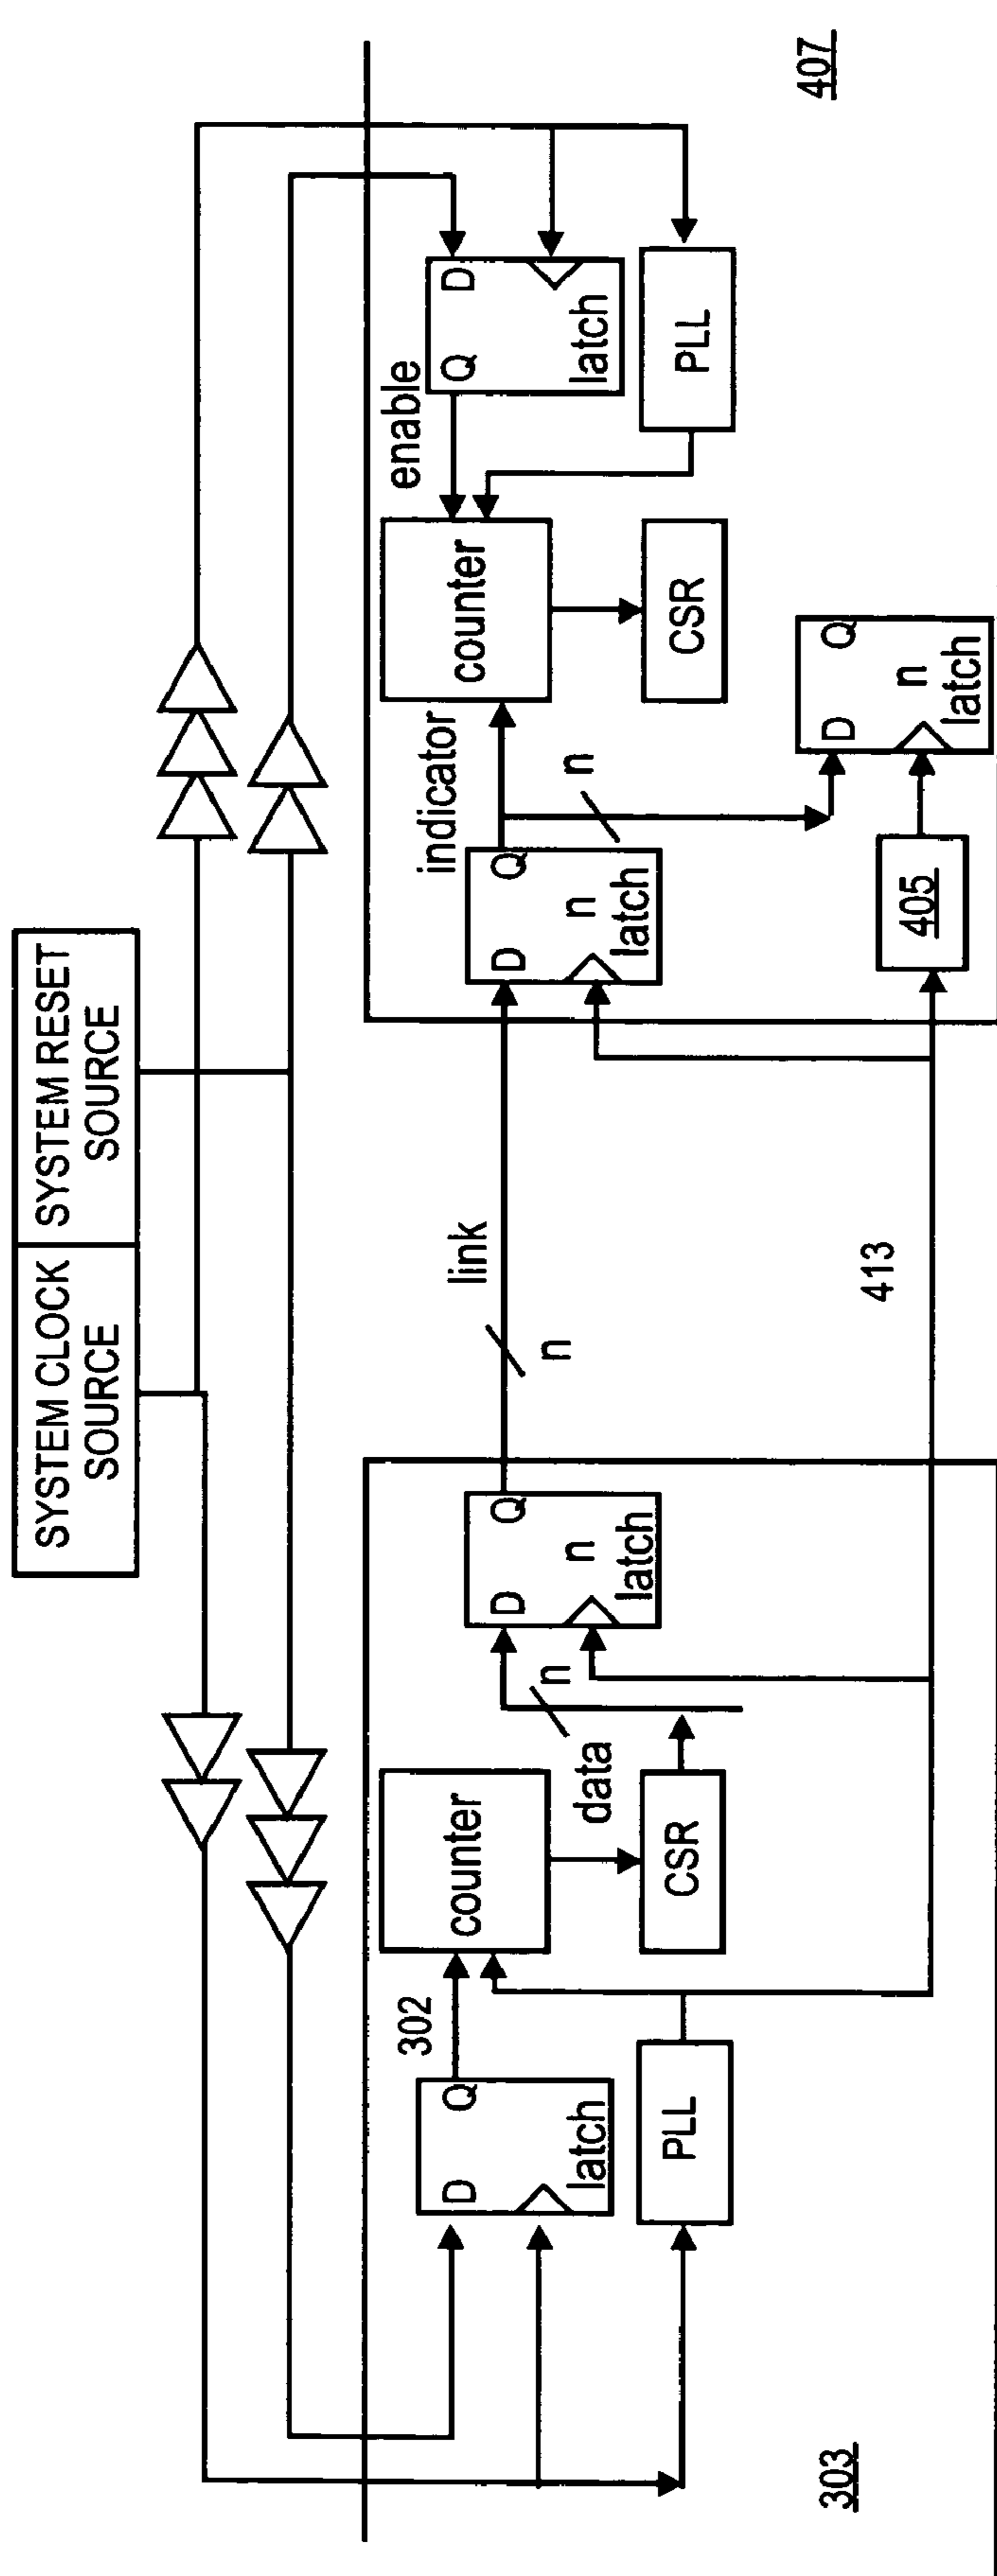 SYSTEM CLOCK
SOURCE
SYSTEM RESET
SOURCE
303
D
Q
latch
302
PLL
counter
CSR
data
n
D
Q
n
latch
link
n
413
D
Q
n
latch
indicator
n
405
D
Q
n
latch
counter
CSR
enable
Q
D
latch
PLL
407